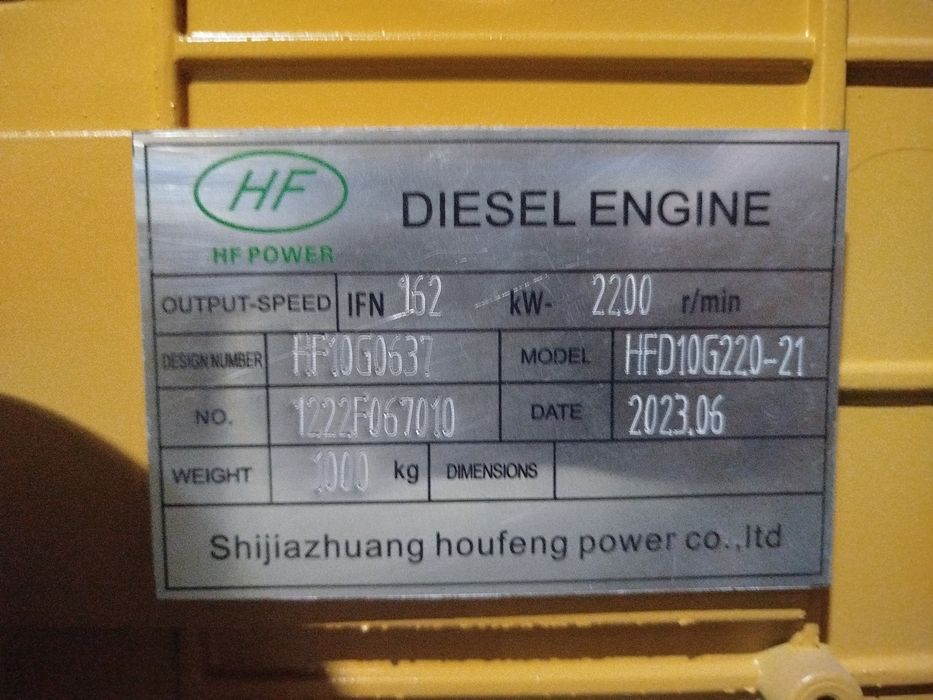 HF
HF POWER
DIESEL ENGINE
OUTPUT-SPEED IFN 162 kW- 2200 r/min
DESIGN NUMBER HF10G0637 MODEL HFD10G220-21
NO. 1222F067010 DATE 2023.06
WEIGHT 1000 kg DIMENSIONS
Shijiazhuang houfeng power co.,ltd